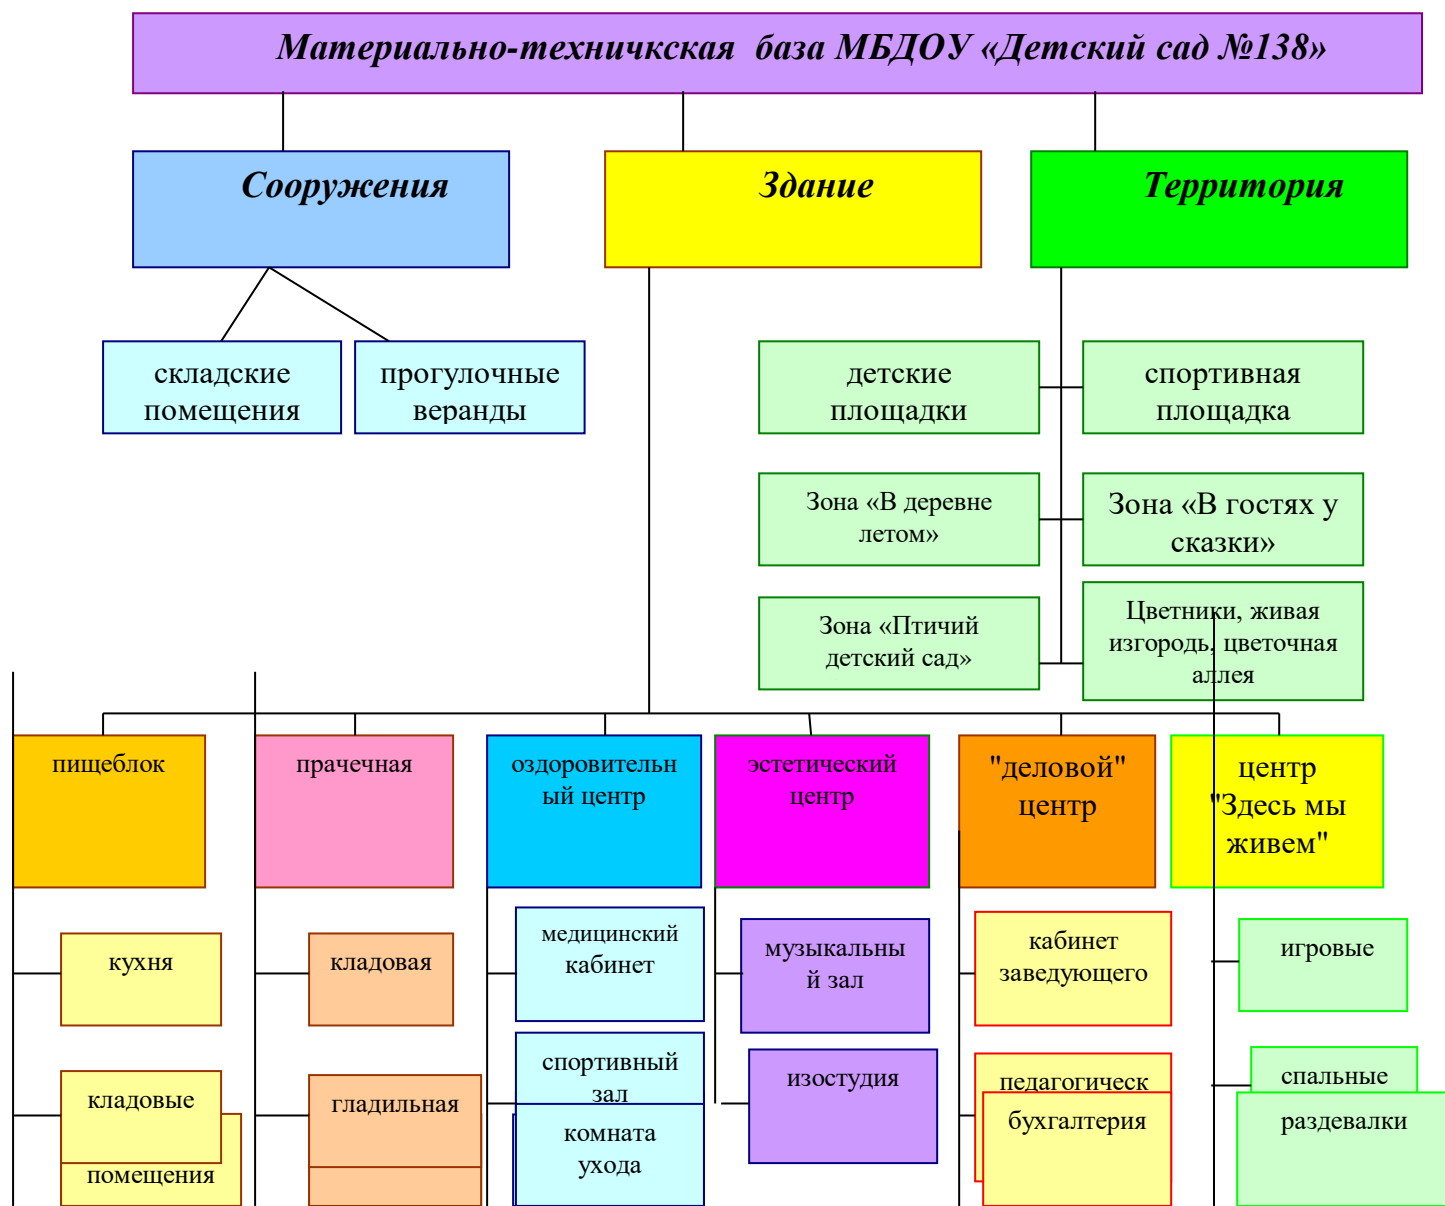 Материально-техничкская база МБДОУ «Детский сад №138»
Сооружения
Здание
Территория
складские
помещения
прогулочные
веранды
детские
площадки
спортивная
площадка
Зона «В деревне
летом»
Зона «В гостях у
сказки»
Зона «Птичий
детский сад»
Цветники, живая
изгородь, цветочная
аллея
пищеблок
прачечная
оздоровительн
ый центр
эстетический
центр
"деловой"
центр
центр
"Здесь мы
живем"
кухня
кладовая
медицинский
кабинет
музыкальны
й зал
кабинет
заведующего
игровые
кладовые
помещения
гладильная
спортивный
зал
комната
ухода
изостудия
педагогическ
бухгалтерия
спальные
раздевалки